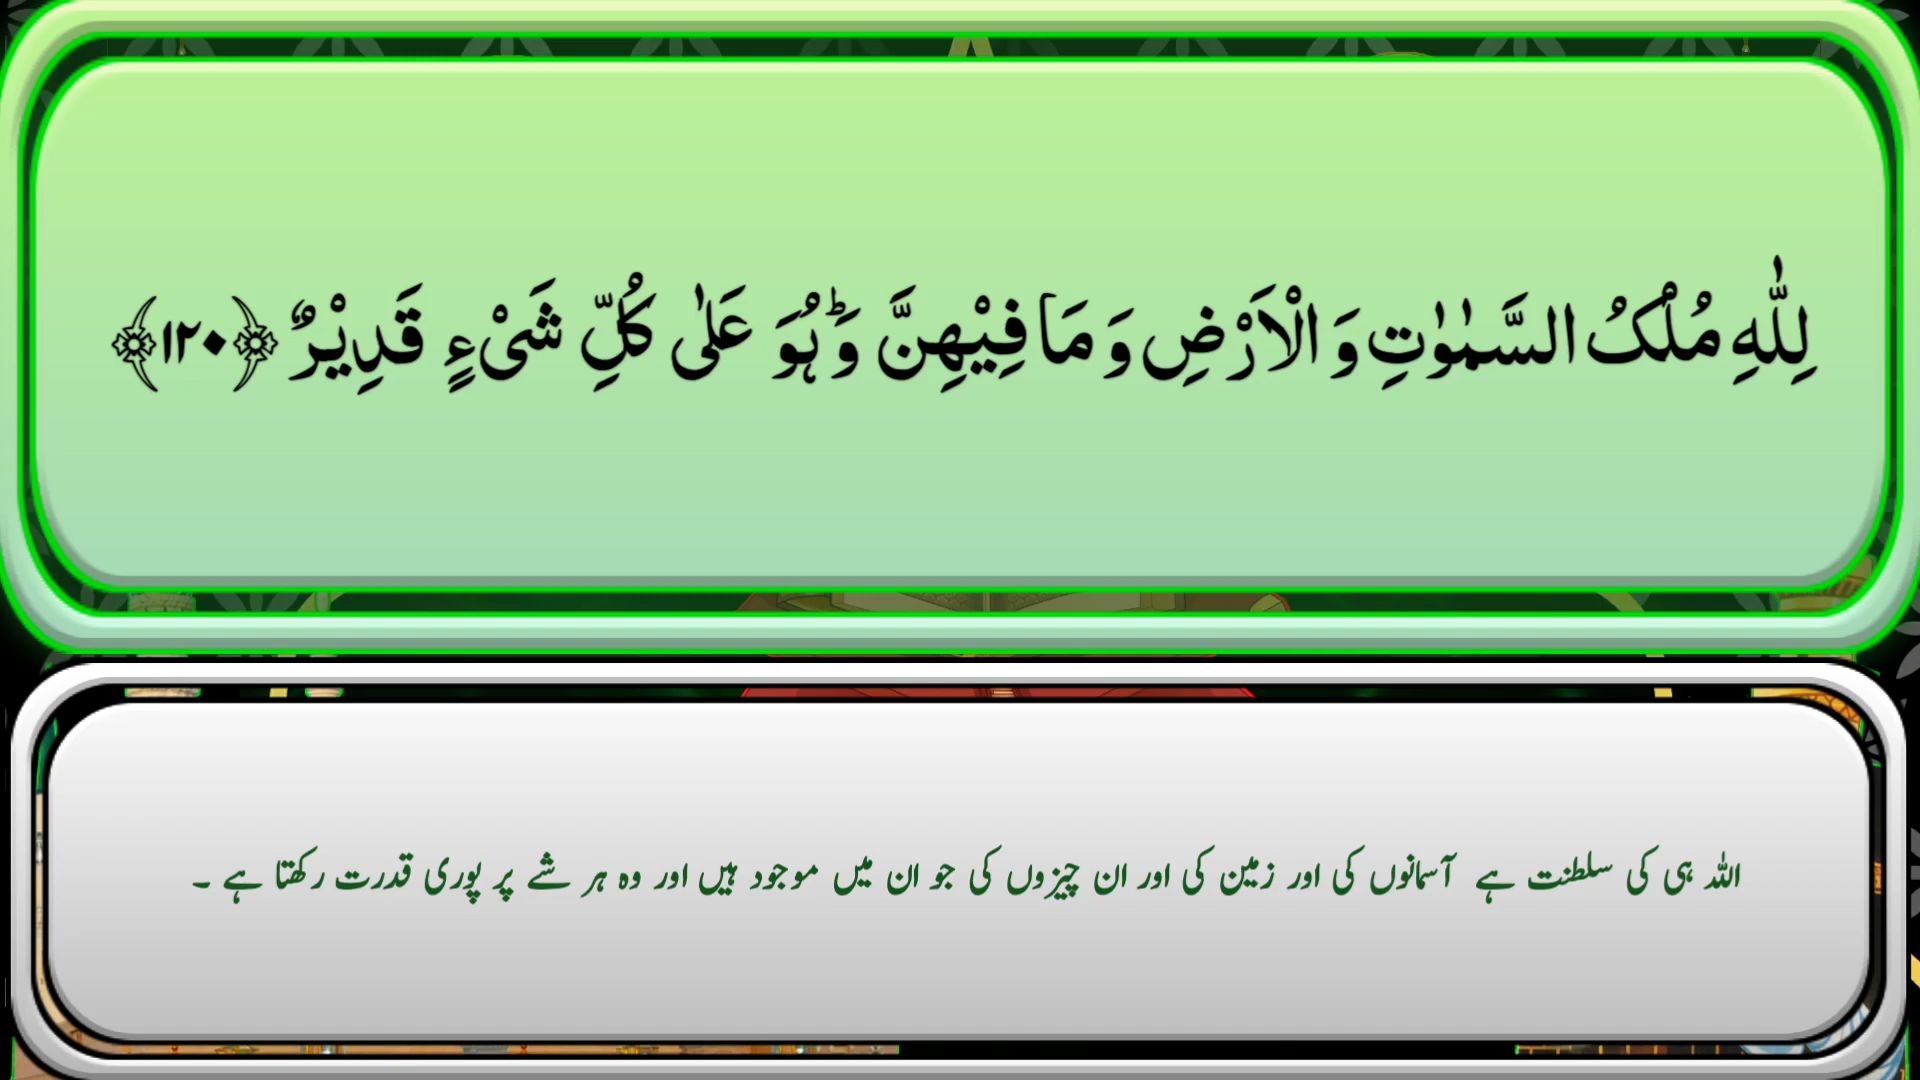 لِلّٰهِ مُلْکُ السَّمٰوٰتِ وَ الْاَرْضِ وَ مَا فِیْهِنَّ وَ ہُوَ عَلٰی کُلِّ شَیْءٍ قَدِیْرٌ ﴿۱۲۰﴾
اللہ ہی کی سلطنت ہے آسمانوں کی اور زمین کی اور ان چیزوں کی جو ان میں موجود ہیں اور وہ ہر شے پر پوری قدرت رکھتا ہے ۔